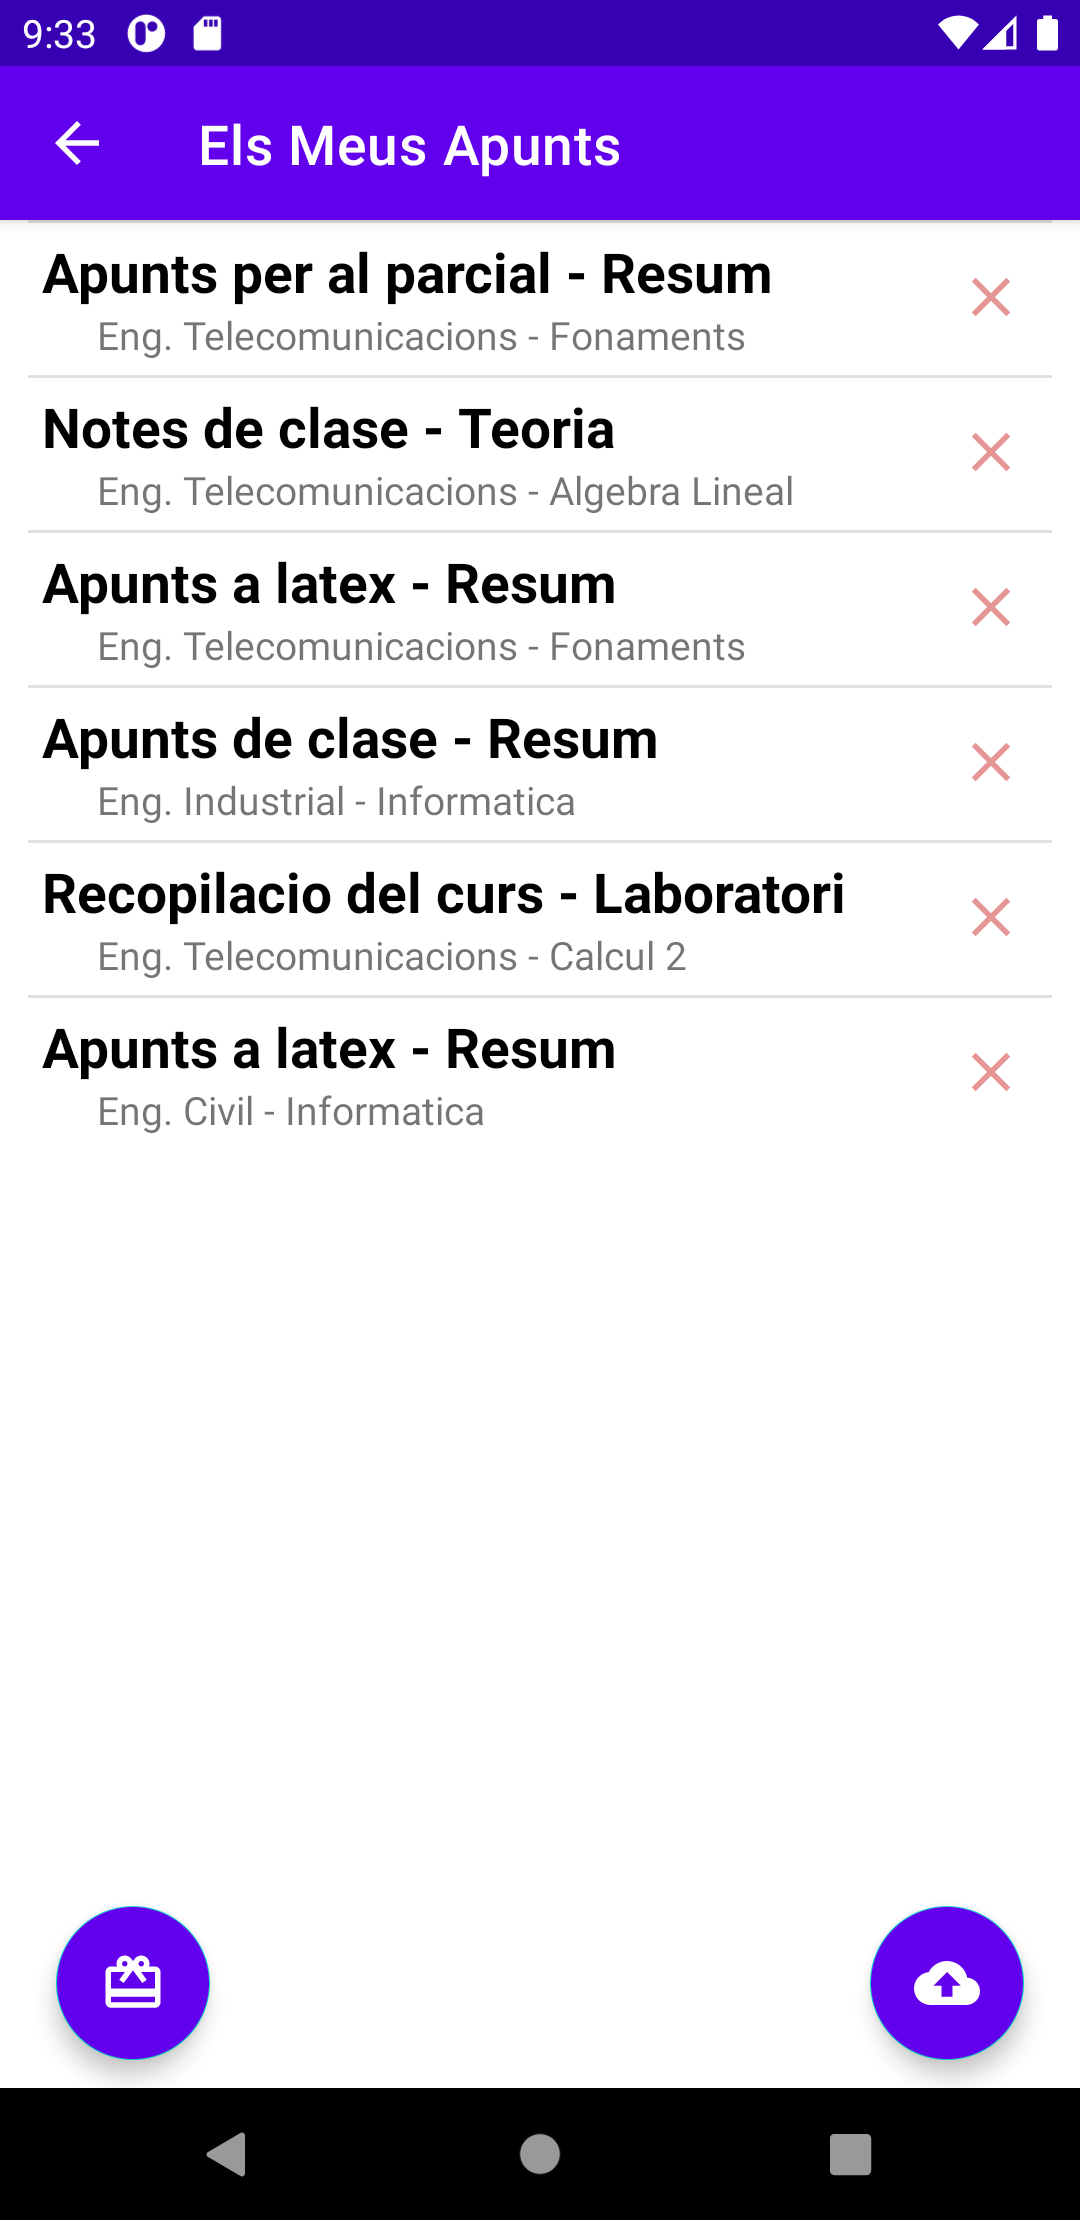 9:33
Els Meus Apunts
Apunts per al parcial - Resum
Eng. Telecomunicacions - Fonaments
Notes de clase - Teoria
Eng. Telecomunicacions - Algebra Lineal
Apunts a latex - Resum
Eng. Telecomunicacions - Fonaments
Apunts de clase - Resum
Eng. Industrial - Informatica
Recopilacio del curs - Laboratori
Eng. Telecomunicacions - Calcul 2
Apunts a latex - Resum
Eng. Civil - Informatica